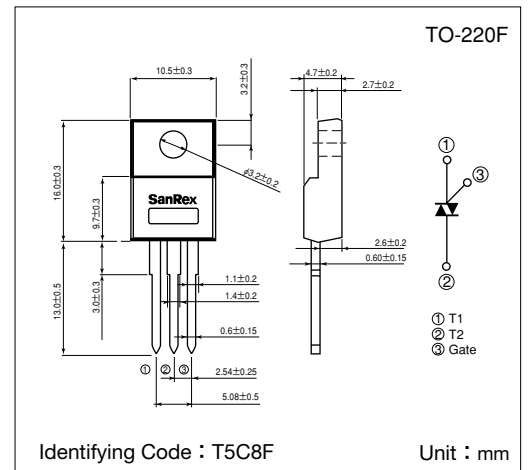 TO-220F
10.5±0.3
3.2±0.3
4.7±0.2
2.7±0.2
16.0±0.3
9.7±0.3
φ3.2±0.2
SanRex
13.0±0.5
3.0±0.3
1.1±0.2
1.4±0.2
0.6±0.15
2.54±0.25
5.08±0.5
① ② ③
2.6±0.2
0.60±0.15
①
③
②
① T1
② T2
③ Gate
Identifying Code：T5C8F
Unit：mm